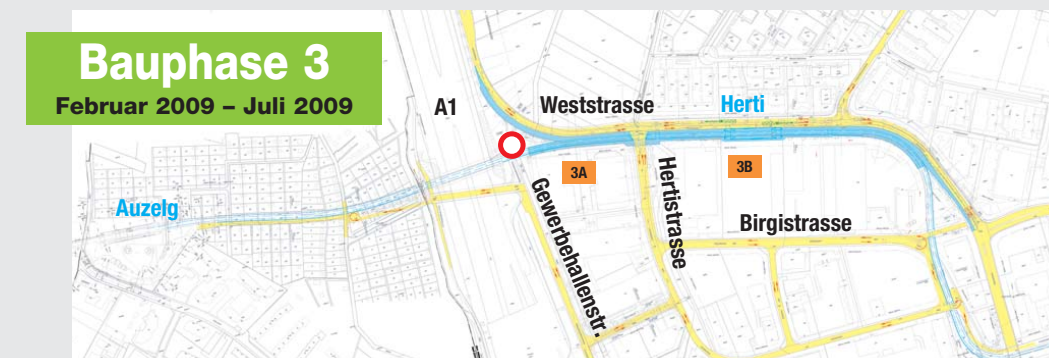 Bauphase 3
Februar 2009 – Juli 2009
A1
Weststrasse
Herti
3A
3B
Auzelg
Gewerbehallenstr.
Hertistrasse
Birgistrasse